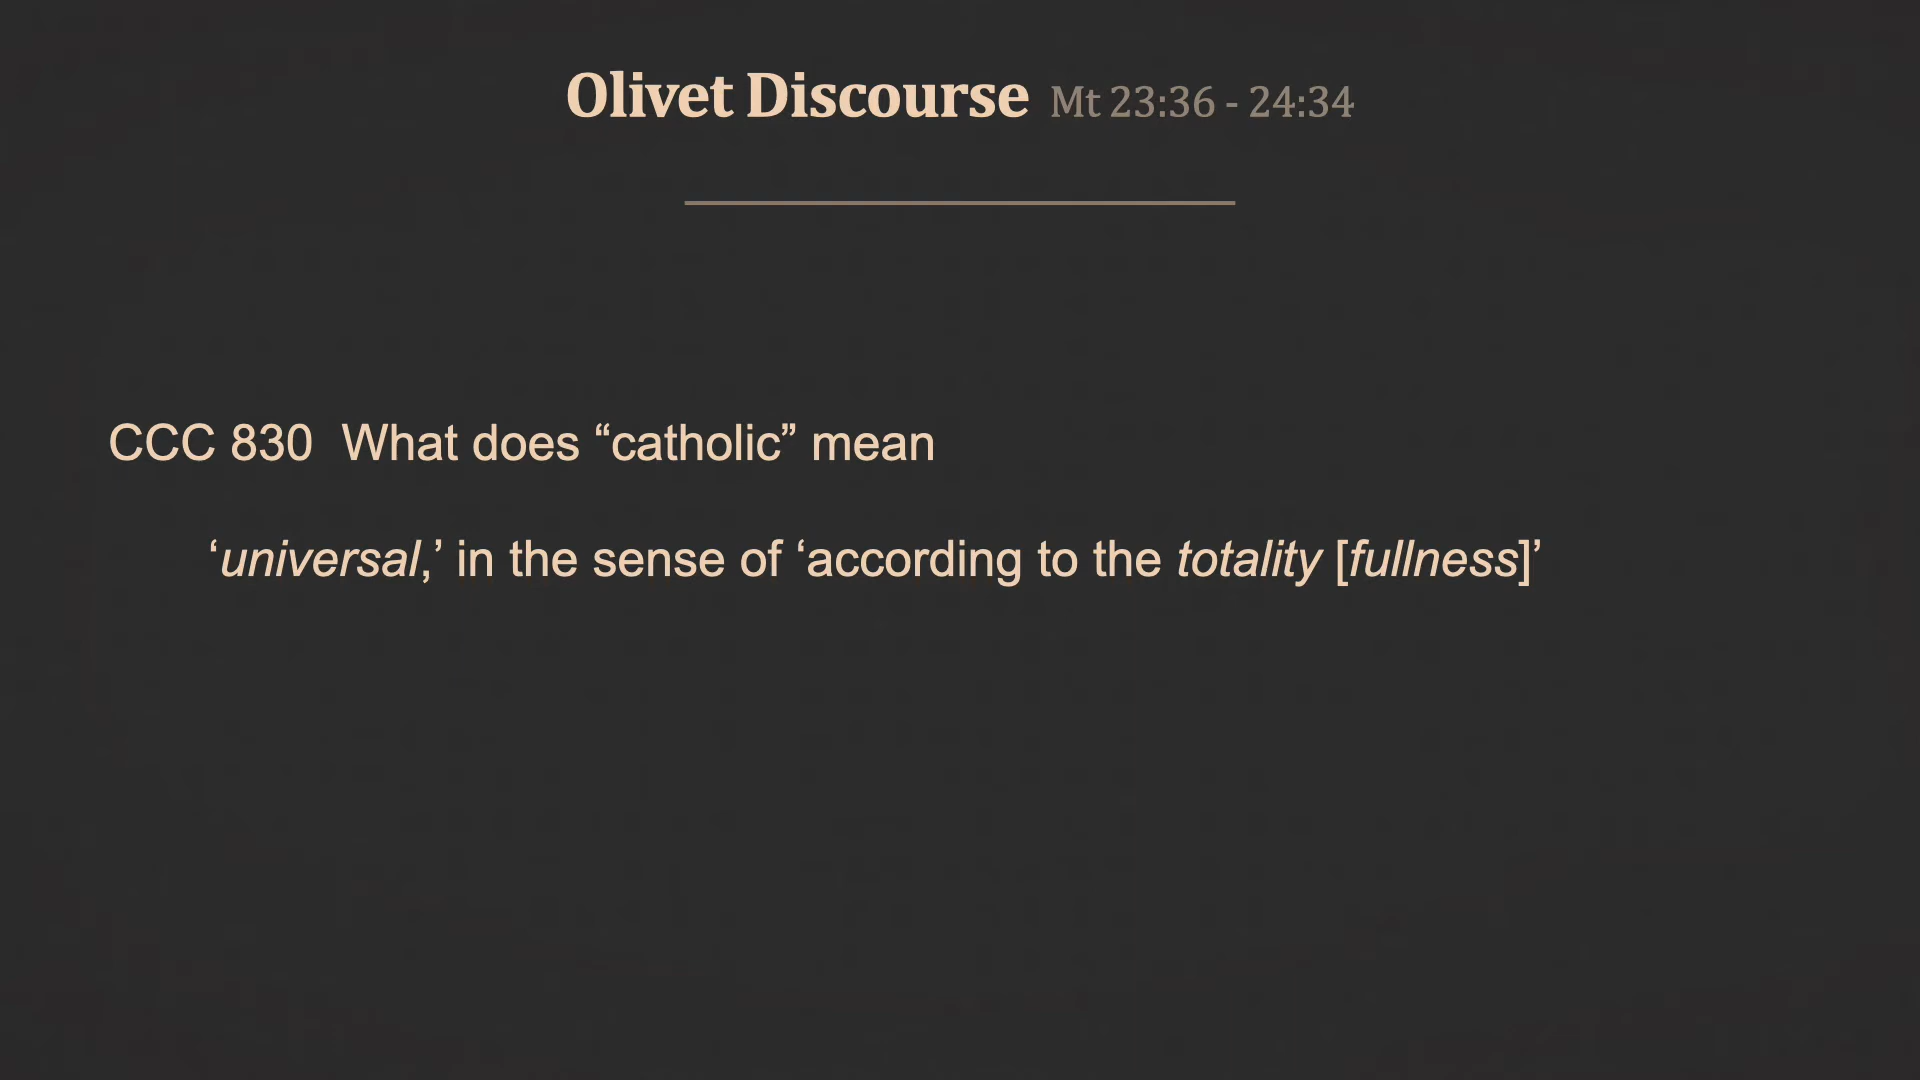 Olivet Discourse Mt 23:36 - 24:34
CCC 830  What does “catholic” mean
‘universal,’ in the sense of ‘according to the totality [fullness]’